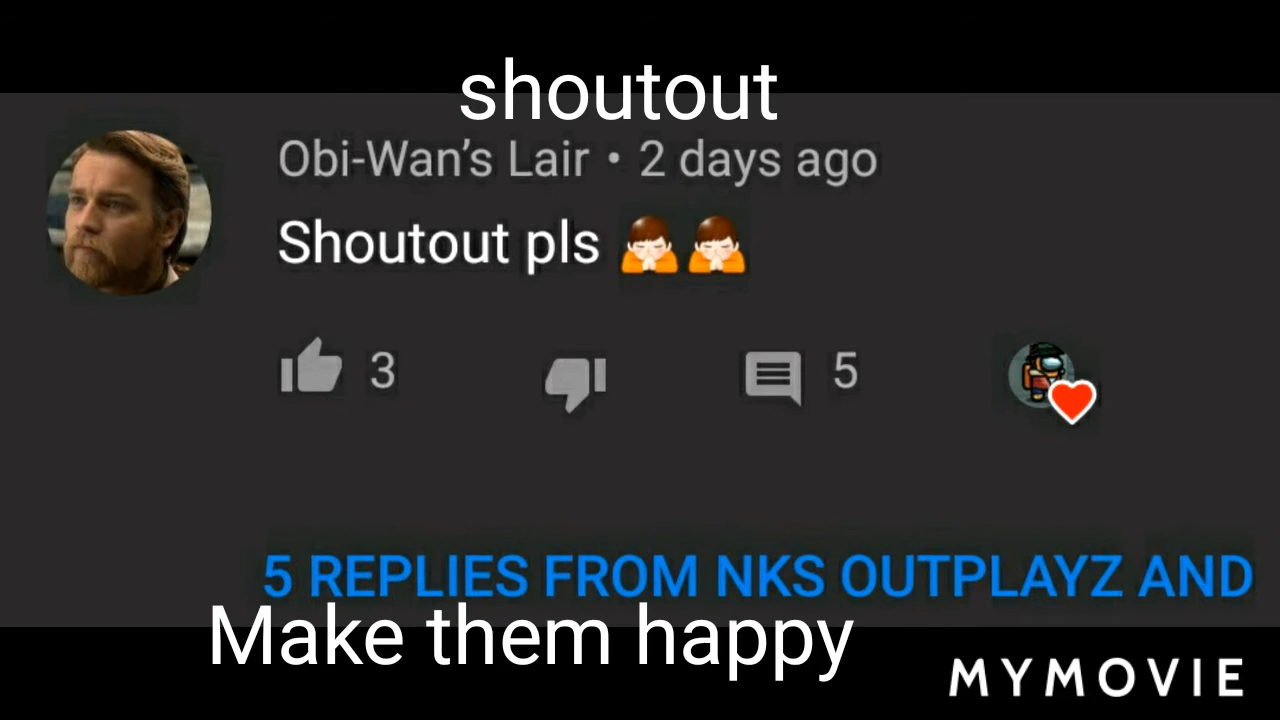 shoutout
Obi-Wan’s Lair • 2 days ago
Shoutout pls 🙏🙏
3
5
5 REPLIES FROM NKS OUTPLAYZ AND
Make them happy
MYMOVIE